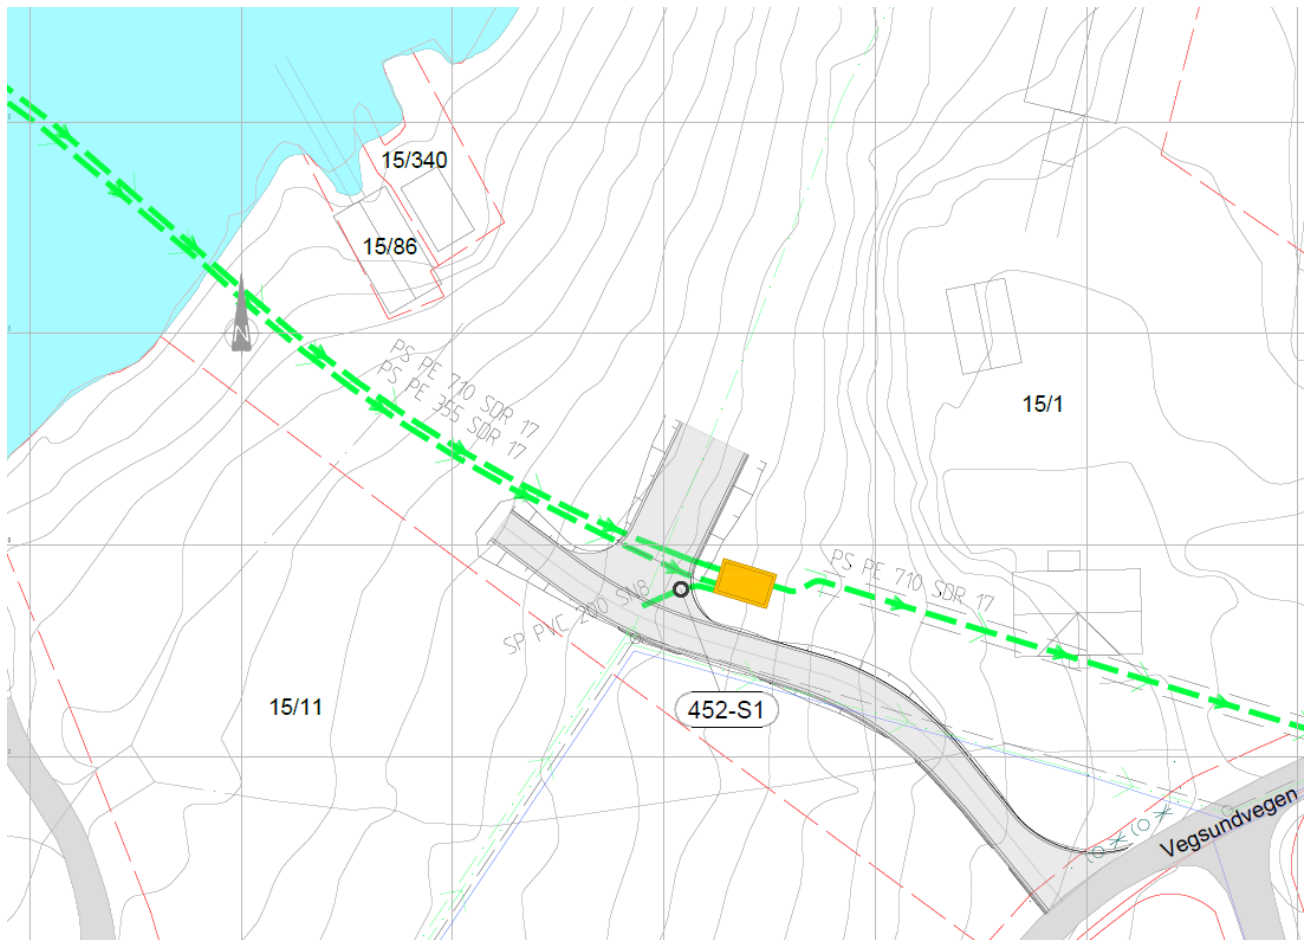 15/340
15/86
N
PS PE 710 SDR 17
PS PE 355 SDR 17
15/1
PS PE 710 SDR 17
SP PVC 200 SN8
15/11
452-S1
Vegsundvegen